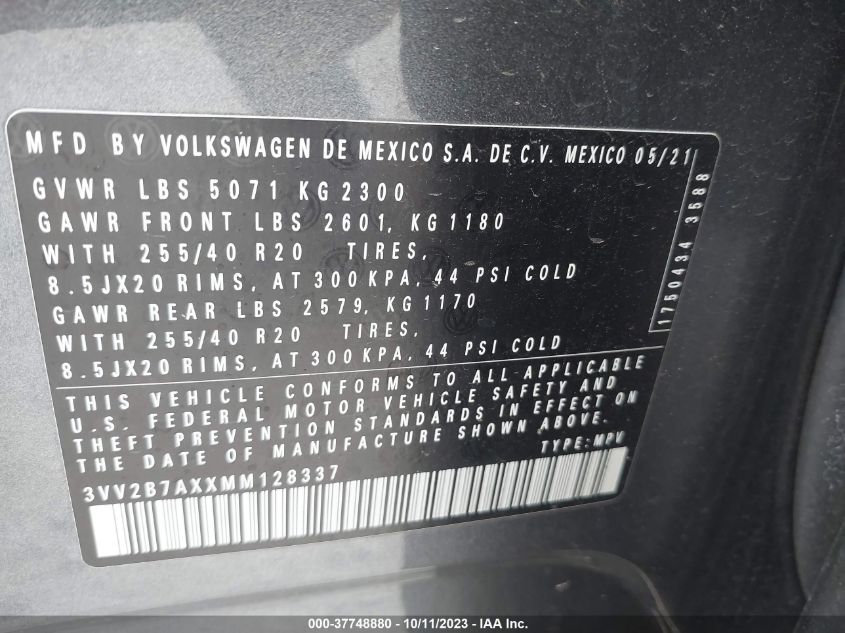 MFD BY VOLKSWAGEN DE MEXICO S.A. DE C.V. MEXICO 05/21
GVWR LBS 5071 KG 2300
GAWR FRONT LBS 2601, KG 1180
WITH 255/40 R20 TIRES,
8.5JX20 RIMS, AT 300 KPA, 44 PSI COLD
GAWR REAR LBS 2579, KG 1170
WITH 255/40 R20 TIRES,
8.5JX20 RIMS, AT 300 KPA, 44 PSI COLD
1750434 3588
THIS VEHICLE CONFORMS TO ALL APPLICABLE
U.S. FEDERAL MOTOR VEHICLE SAFETY AND
THEFT PREVENTION STANDARDS IN EFFECT ON
THE DATE OF MANUFACTURE SHOWN ABOVE.
TYPE: MPV
3VV2B7AXXMM128337
000-37748880 - 10/11/2023 - IAA Inc.